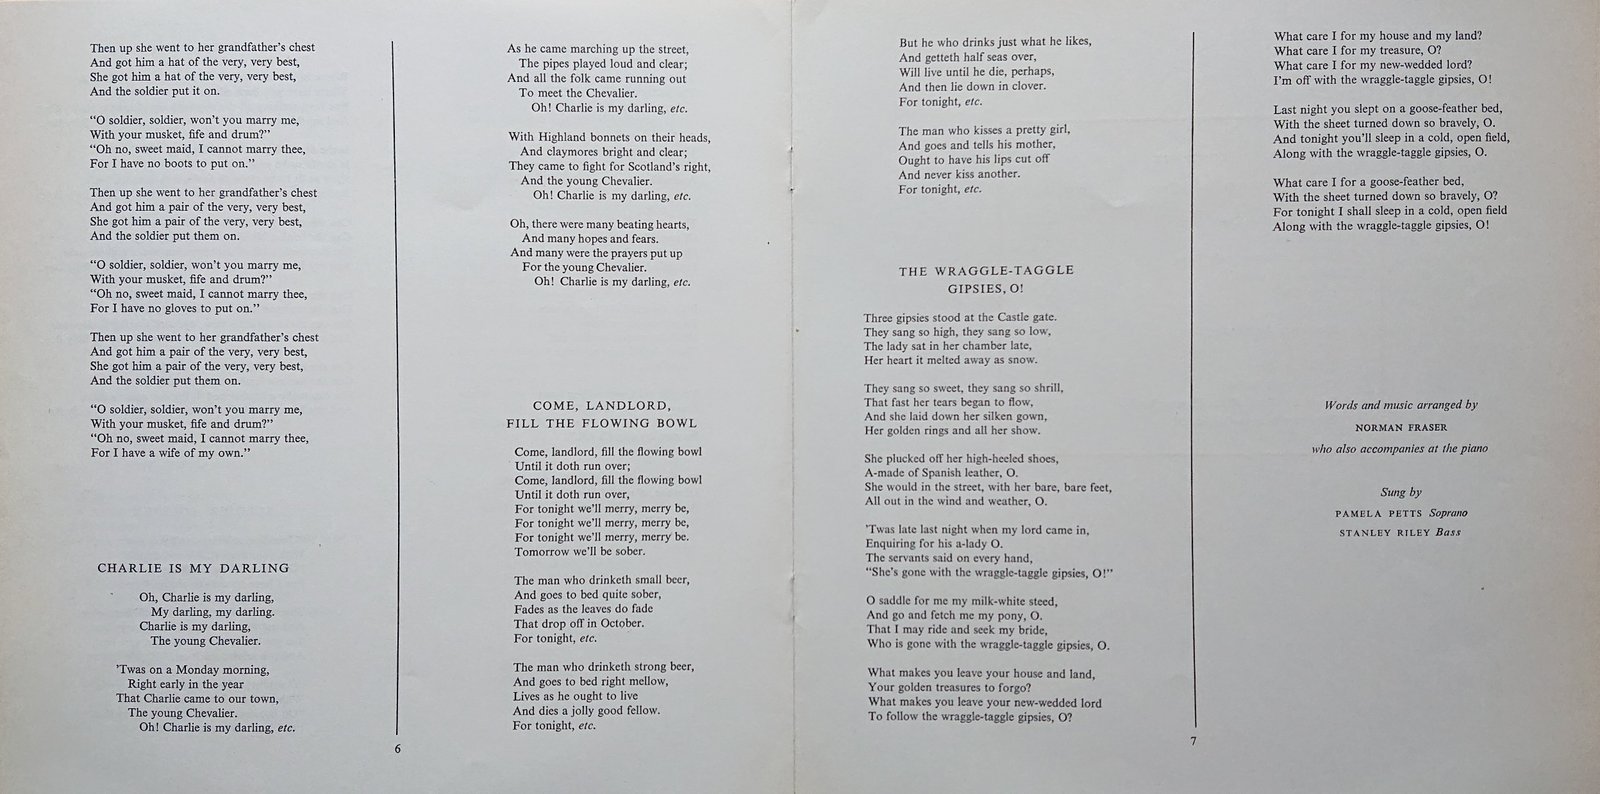 Then up she went to her grandfather's chest
And got him a hat of the very, very best,
She got him a hat of the very, very best,
And the soldier put it on.
“O soldier, soldier, won't you marry me,
With your musket, fife and drum?”
“Oh no, sweet maid, I cannot marry thee,
For I have no boots to put on.”
Then up she went to her grandfather's chest
And got him a pair of the very, very best,
She got him a pair of the very, very best,
And the soldier put them on.
“O soldier, soldier, won't you marry me,
With your musket, fife and drum?”
“Oh no, sweet maid, I cannot marry thee,
For I have no gloves to put on.”
Then up she went to her grandfather's chest
And got him a pair of the very, very best,
She got him a pair of the very, very best,
And the soldier put them on.
“O soldier, soldier, won't you marry me,
With your musket, fife and drum?”
“Oh no, sweet maid, I cannot marry thee,
For I have a wife of my own.”
CHARLIE IS MY DARLING
Oh, Charlie is my darling,
My darling, my darling.
Charlie is my darling,
The young Chevalier.
'Twas on a Monday morning,
Right early in the year
That Charlie came to our town,
The young Chevalier.
Oh! Charlie is my darling, etc.
As he came marching up the street,
The pipes played loud and clear;
And all the folk came running out
To meet the Chevalier.
Oh! Charlie is my darling, etc.
With Highland bonnets on their heads,
And claymores bright and clear;
They came to fight for Scotland's right,
And the young Chevalier.
Oh! Charlie is my darling, etc.
Oh, there were many beating hearts,
And many hopes and fears.
And many were the prayers put up
For the young Chevalier.
Oh! Charlie is my darling, etc.
COME, LANDLORD,
FILL THE FLOWING BOWL
Come, landlord, fill the flowing bowl
Until it doth run over;
Come, landlord, fill the flowing bowl
Until it doth run over,
For tonight we'll merry, merry be,
For tonight we'll merry, merry be,
For tonight we'll merry, merry be.
Tomorrow we'll be sober.
The man who drinketh small beer,
And goes to bed quite sober,
Fades as the leaves do fade
That drop off in October.
For tonight, etc.
The man who drinketh strong beer,
And goes to bed right mellow,
Lives as he ought to live
And dies a jolly good fellow.
For tonight, etc.
6
But he who drinks just what he likes,
And getteth half seas over,
Will live until he die, perhaps,
And then lie down in clover.
For tonight, etc.
The man who kisses a pretty girl,
And goes and tells his mother,
Ought to have his lips cut off
And never kiss another.
For tonight, etc.
THE WRAGGLE-TAGGLE
GIPSIES, O!
Three gipsies stood at the Castle gate.
They sang so high, they sang so low,
The lady sat in her chamber late,
Her heart it melted away as snow.
They sang so sweet, they sang so shrill,
That fast her tears began to flow,
And she laid down her silken gown,
Her golden rings and all her show.
She plucked off her high-heeled shoes,
A-made of Spanish leather, O.
She would in the street, with her bare, bare feet,
All out in the wind and weather, O.
'Twas late last night when my lord came in,
Enquiring for his a-lady O.
The servants said on every hand,
“She's gone with the wraggle-taggle gipsies, O!”
O saddle for me my milk-white steed,
And go and fetch me my pony, O.
That I may ride and seek my bride,
Who is gone with the wraggle-taggle gipsies, O.
What makes you leave your house and land,
Your golden treasures to forgo?
What makes you leave your new-wedded lord
To follow the wraggle-taggle gipsies, O?
What care I for my house and my land?
What care I for my treasure, O?
What care I for my new-wedded lord?
I'm off with the wraggle-taggle gipsies, O!
Last night you slept on a goose-feather bed,
With the sheet turned down so bravely, O.
And tonight you'll sleep in a cold, open field,
Along with the wraggle-taggle gipsies, O.
What care I for a goose-feather bed,
With the sheet turned down so bravely, O?
For tonight I shall sleep in a cold, open field
Along with the wraggle-taggle gipsies, O!
Words and music arranged by
NORMAN FRASER
who also accompanies at the piano
Sung by
PAMELA PETTS Soprano
STANLEY RILEY Bass
7